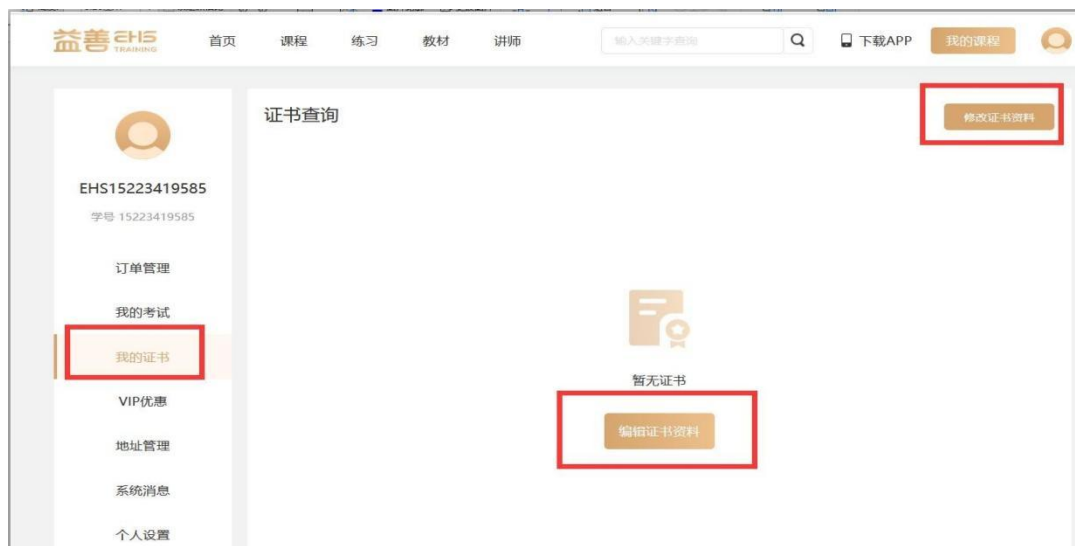 益善 EHS TRAINING 首页 课程 练习 教材 讲师 输入关键字查询 下载APP 我的课程
证书查询 修改证书资料
EHS15223419585
学号 15223419585
订单管理
我的考试
我的证书
暂无证书
VIP优惠
编辑证书资料
地址管理
系统消息
个人设置